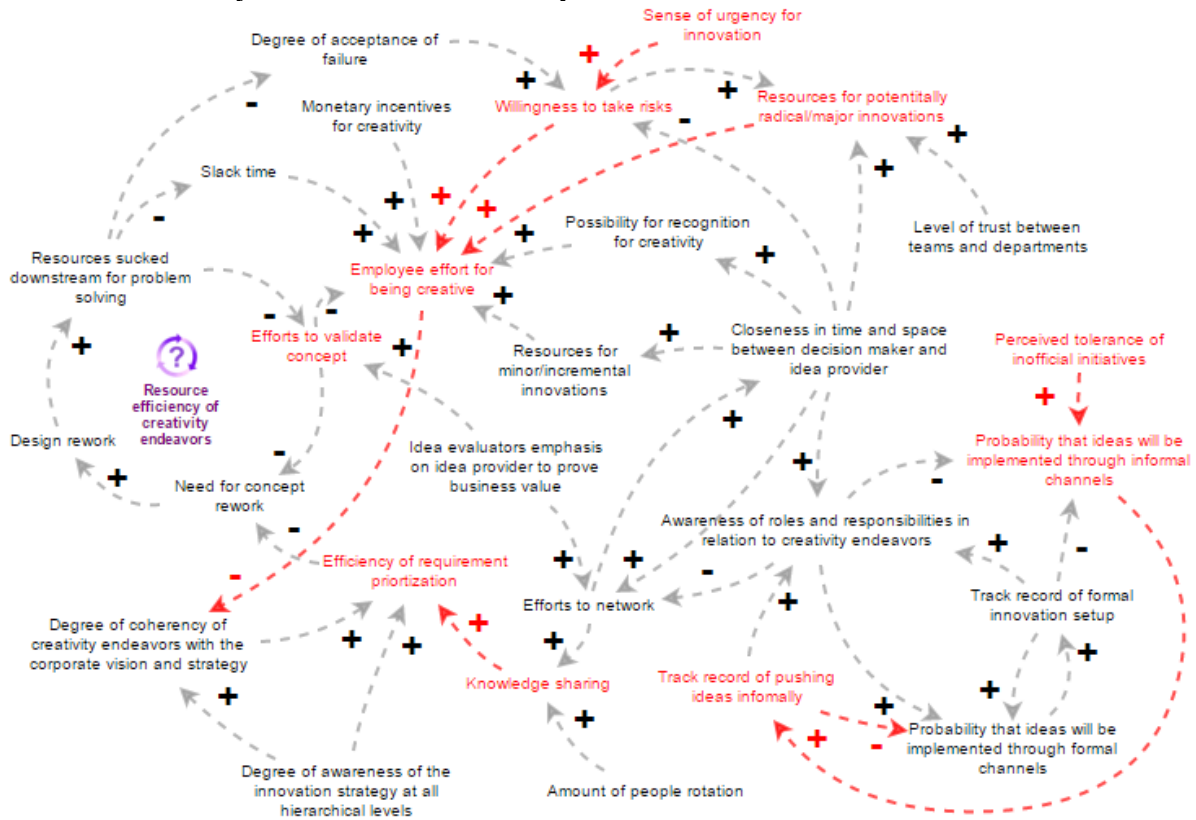 Sense of urgency for
innovation
Degree of acceptance of
failure
Monetary incentives
for creativity
Willingness to take risks
Resources for potentitally
radical/major innovations
Slack time
Possibility for recognition
for creativity
Level of trust between
teams and departments
Resources sucked
downstream for problem
solving
Employee effort for
being creative
Efforts to validate
concept
Resources for
minor/incremental
innovations
Closeness in time and space
between decision maker and
idea provider
Perceived tolerance of
inofficial initiatives
?
Resource
efficiency of
creativity
endeavors
Design rework
Idea evaluators emphasis
on idea provider to prove
business value
Probability that ideas will be
implemented through informal
channels
Need for concept
rework
Awareness of roles and responsibilities in
relation to creativity endeavors
Efficiency of requirement
priortization
Efforts to network
Track record of formal
innovation setup
Degree of coherency of
creativity endeavors with the
corporate vision and strategy
Knowledge sharing
Track record of pushing
ideas infomally
Probability that ideas will be
implemented through formal
channels
Degree of awareness of the
innovation strategy at all
hierarchical levels
Amount of people rotation